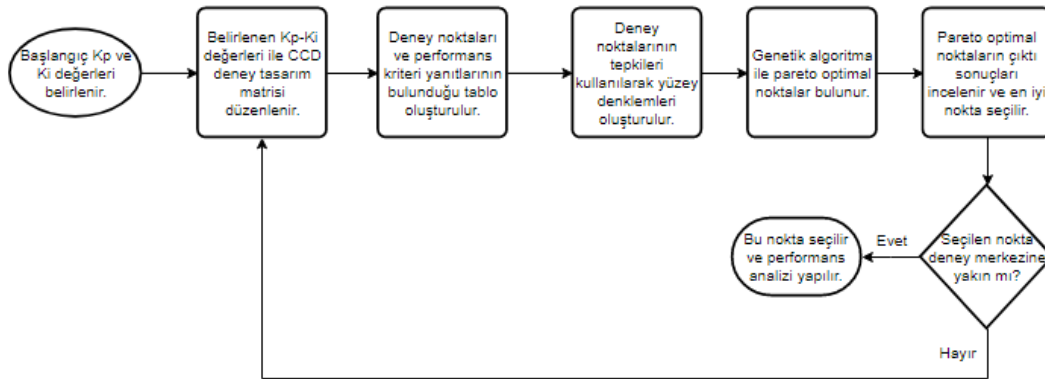 Başlangıç Kp ve
Ki değerleri
belirlenir.
Belirlenen Kp-Ki
değerleri ile CCD
deney tasarım
matrisi
düzenlenir.
Deney noktaları
ve performans
kriteri yanıtlarının
bulunduğu tablo
oluşturulur.
Deney
noktalarının
tepkileri
kullanılarak yüzey
denklemleri
oluşturulur.
Genetik algoritma
ile pareto optimal
noktalar bulunur.
Pareto optimal
noktaların çıktı
sonuçları
incelenir ve en iyi
nokta seçilir.
Seçilen nokta
deney merkezine
yakın mı?
Evet
Bu nokta seçilir
ve performans
analizi yapılır.
Hayır